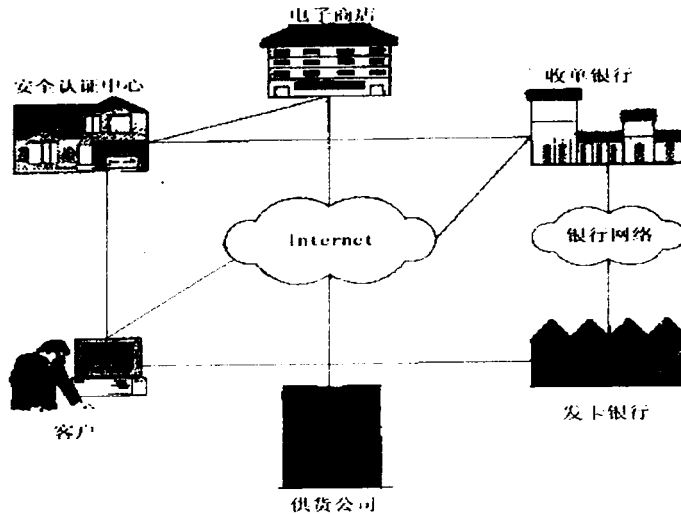 电子商店
安全认证中心
收单银行
Internet
银行网络
客户
发卡银行
供货公司